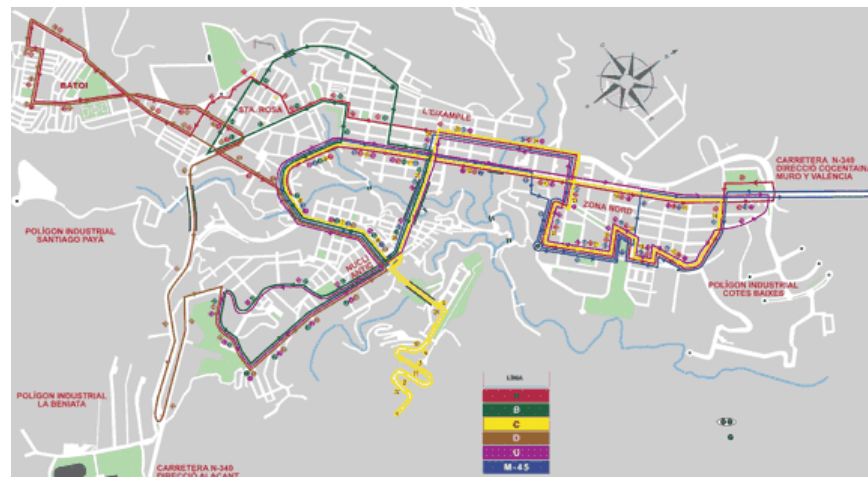 BATOI
STA. ROSA
L'EIXAMPLE
CARRETERA N-340
DIRECCIÓ COCENTAINA
MURO Y VALÈNCIA
ZONA NORD
POLÍGON INDUSTRIAL
SANTIAGO PAYÁ
NUCLI
ANTIC
POLÍGON INDUSTRIAL
COTES BAIXES
LÍNIA
B
C
D
U
M-45
POLÍGON INDUSTRIAL
LA BENIATA
CARRETERA N-340
DIRECCIÓ ALACANT